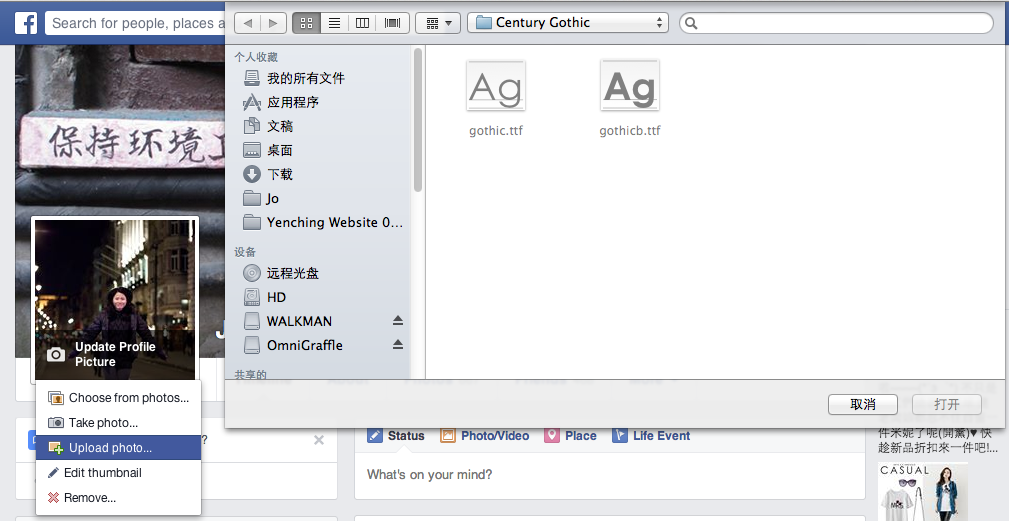 f
Search for people, places a
Century Gothic
个人收藏
我的所有文件
应用程序
文稿
桌面
下载
Jo
Yenching Website 0...
设备
远程光盘
HD
WALKMAN
OmniGraffle
共享的
Ag
Ag
gothic.ttf
gothicb.ttf
取消
打开
保持环境
J
Update Profile
Picture
Choose from photos...
Take photo...
Upload photo...
Edit thumbnail
Remove...
?
Status
Photo/Video
Place
Life Event
What's on your mind?
件米妮了呢(開薰)♥ 快
趁新品折扣來一件吧!...
CASUAL